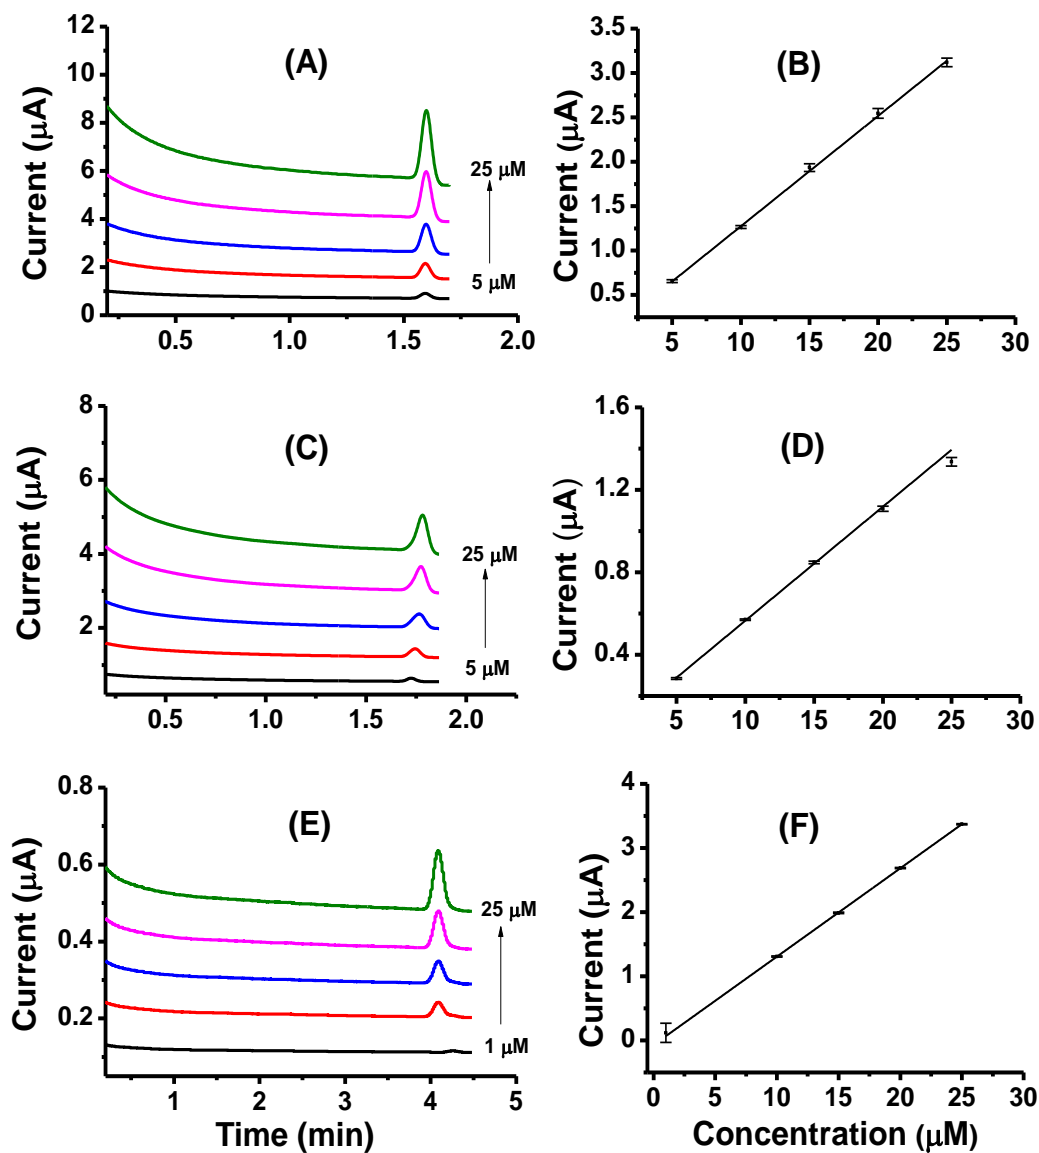 (A)
Current (μA)
12
10
8
6
4
2
0
0.5 1.0 1.5 2.0
25 μM
5 μM
(B)
Current (μA)
3.5
3.0
2.5
2.0
1.5
1.0
0.5
5 10 15 20 25 30
(C)
Current (μA)
8
6
4
2
0.5 1.0 1.5 2.0
25 μM
5 μM
(D)
Current (μA)
1.6
1.2
0.8
0.4
5 10 15 20 25 30
(E)
Current (μA)
0.8
0.6
0.4
0.2
1 2 3 4 5
25 μM
1 μM
Time (min)
(F)
Current (μA)
4
3
2
1
0
0 5 10 15 20 25 30
Concentration (μM)